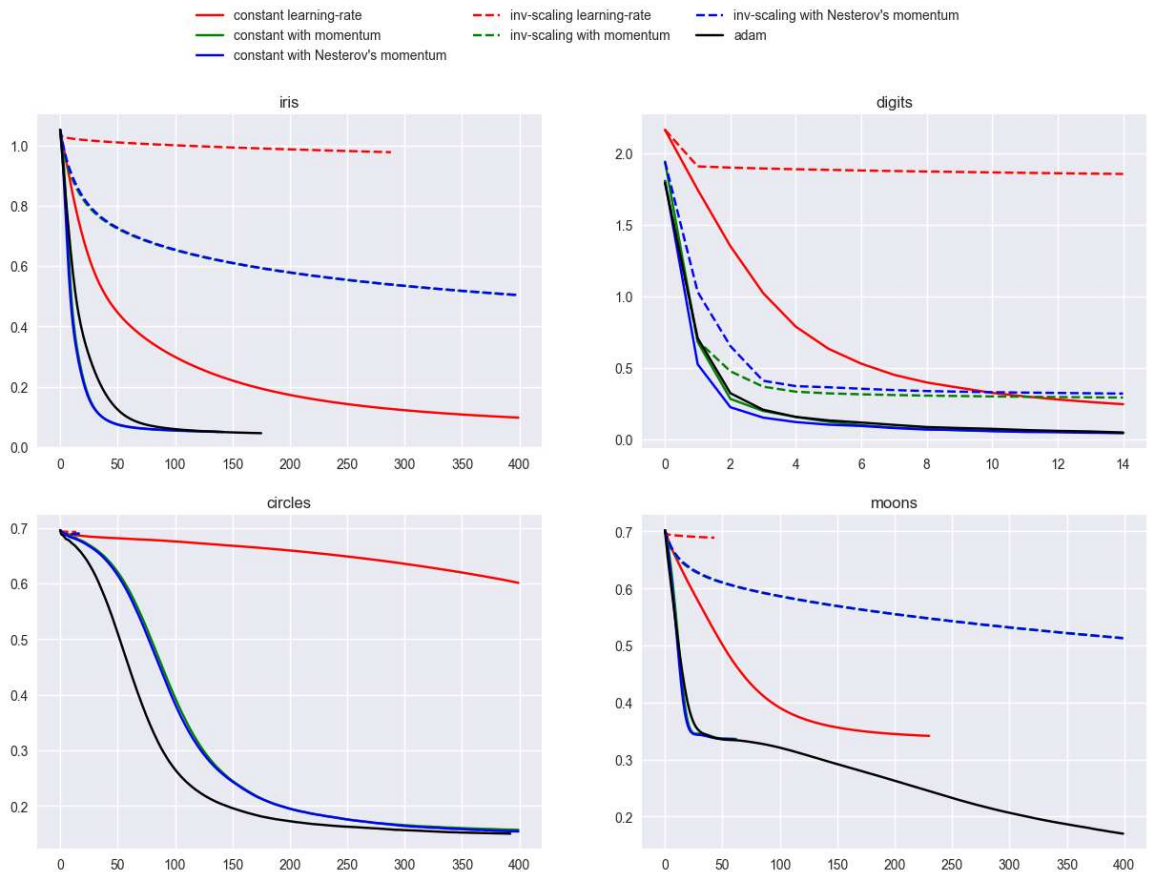 constant learning-rate
constant with momentum
constant with Nesterov's momentum
inv-scaling learning-rate
inv-scaling with momentum
inv-scaling with Nesterov's momentum
adam
iris
1.0
0.8
0.6
0.4
0.2
0.0
0 50 100 150 200 250 300 350 400
digits
2.0
1.5
1.0
0.5
0.0
0 2 4 6 8 10 12 14
circles
0.7
0.6
0.5
0.4
0.3
0.2
0 50 100 150 200 250 300 350 400
moons
0.7
0.6
0.5
0.4
0.3
0.2
0 50 100 150 200 250 300 350 400